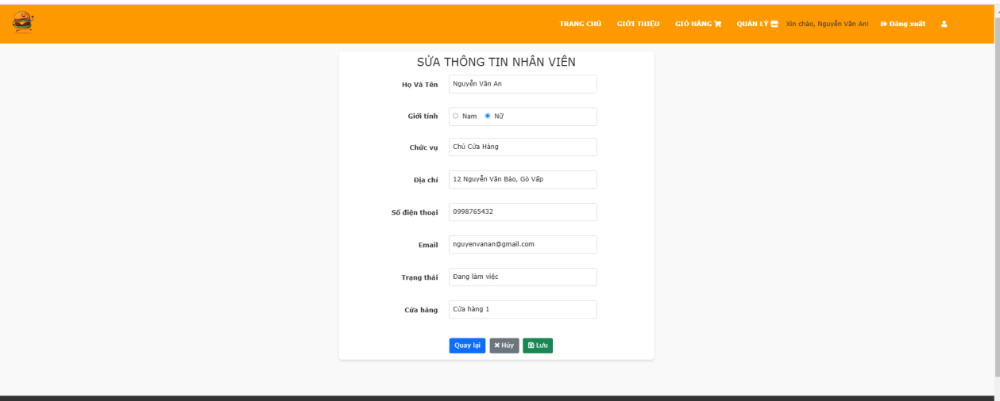 TRANG CHỦ GIỚI THIỆU GIỎ HÀNG QUẢN LÝ Xin chào, Nguyễn Văn An! Đăng xuất
SỬA THÔNG TIN NHÂN VIÊN
Họ Và Tên Nguyễn Văn An
Giới tính Nam Nữ
Chức vụ Chủ Cửa Hàng
Địa chỉ 12 Nguyễn Văn Bảo, Gò Vấp
Số điện thoại 0998765432
Email nguyenvanan@gmail.com
Trạng thái Đang làm việc
Cửa hàng Cửa hàng 1
Quay lại Hủy Lưu